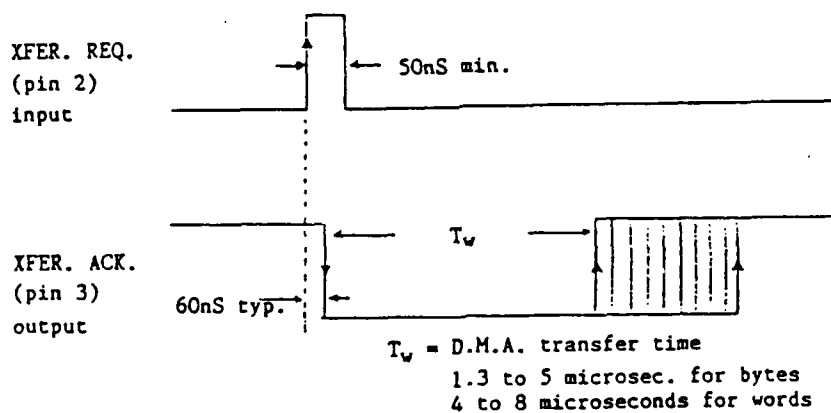 XFER. REQ.
(pin 2)
input
50nS min.
XFER. ACK.
(pin 3)
output
Tw
60nS typ.
Tw = D.M.A. transfer time
1.3 to 5 microsec. for bytes
4 to 8 microseconds for words